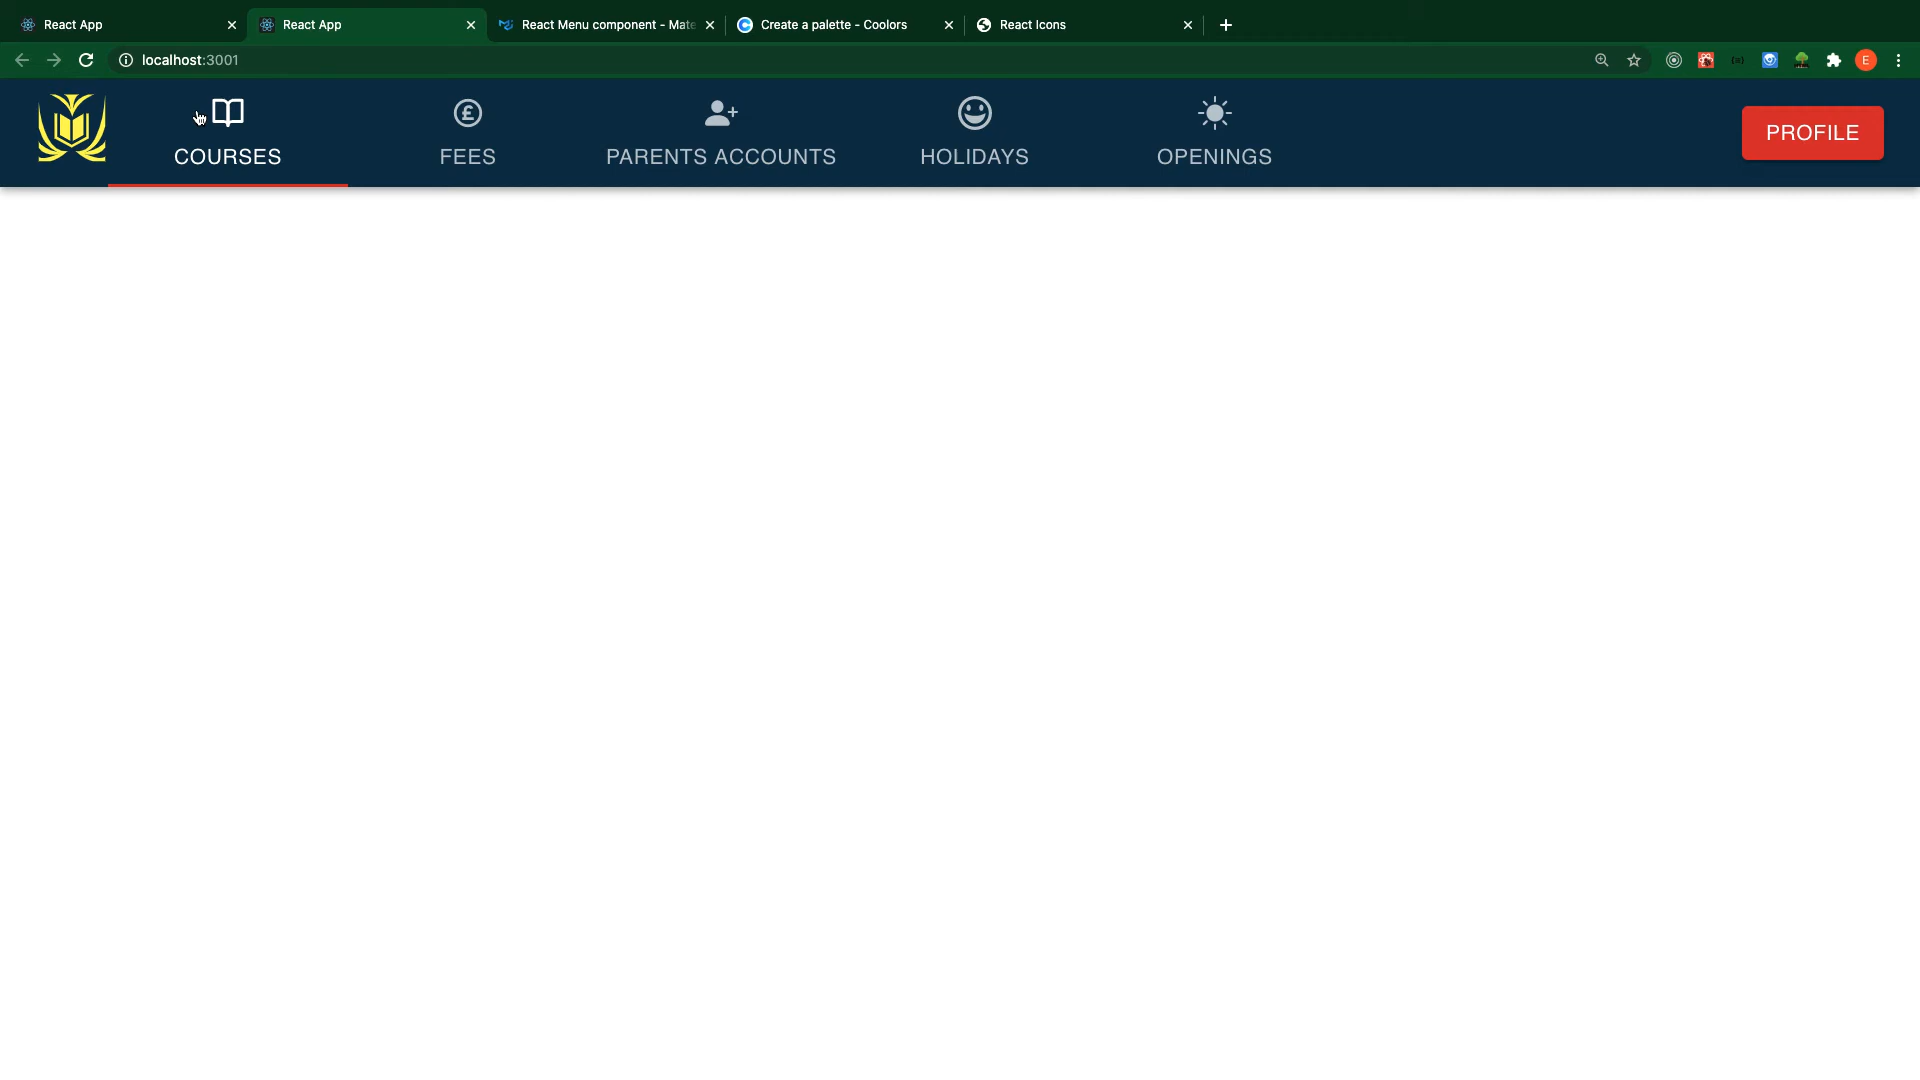 React App
React App
React Menu component - Mate
Create a palette - Coolors
React Icons
localhost:3001
E
COURSES
£
FEES
PARENTS ACCOUNTS
HOLIDAYS
OPENINGS
PROFILE